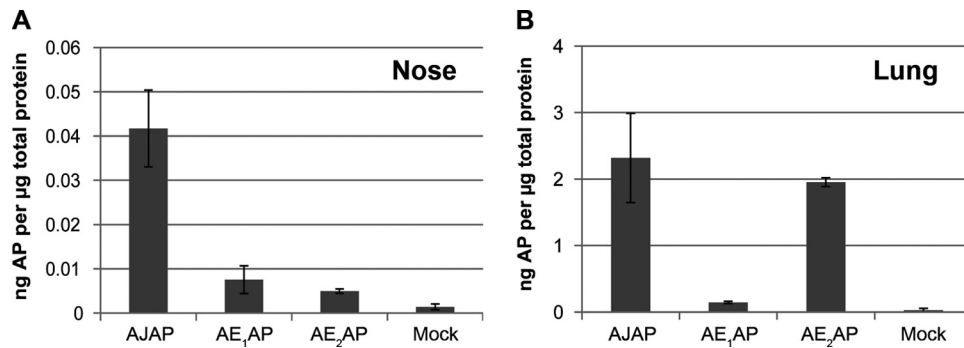 A
Nose
ng AP per µg total protein
0.06
0.05
0.04
0.03
0.02
0.01
0
AJAP AE₁AP AE₂AP Mock
B
Lung
ng AP per µg total protein
4
3
2
1
0
AJAP AE₁AP AE₂AP Mock